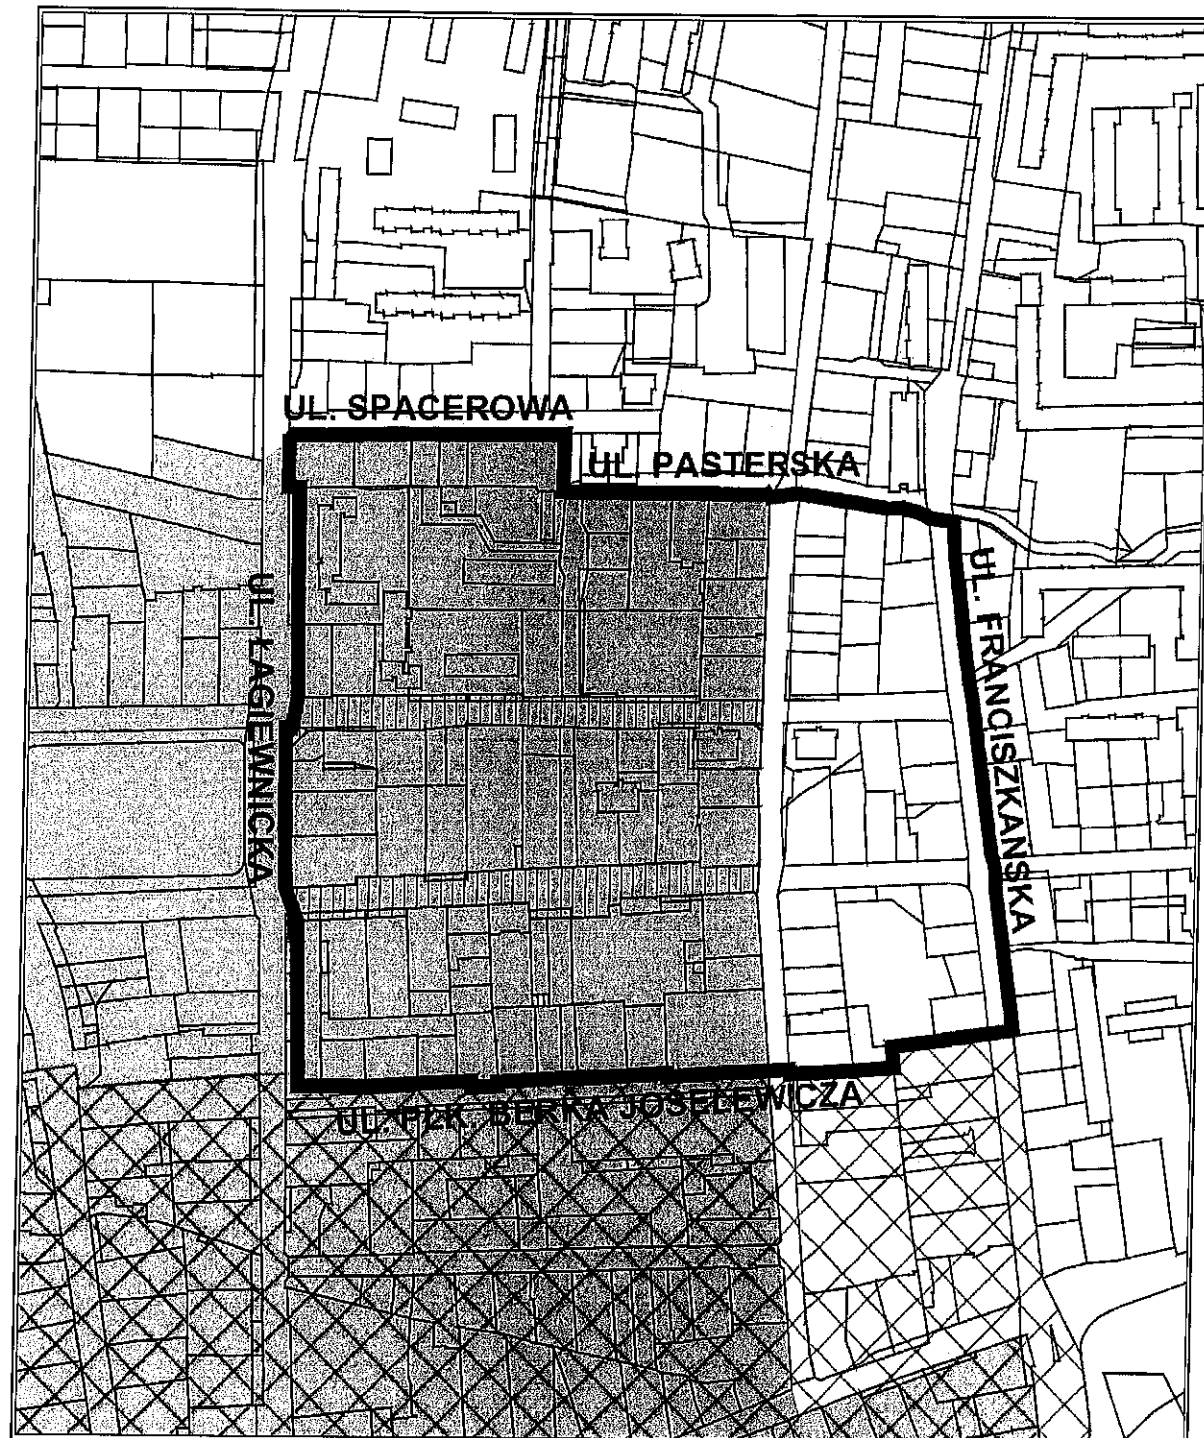 UL. SPACEROWA
UL. PASTERSKA
UL. ŁAGIEWNICKA
UL. FRANCISZKAŃSKA
UL. PŁK. BERKA JOSELEWICZA